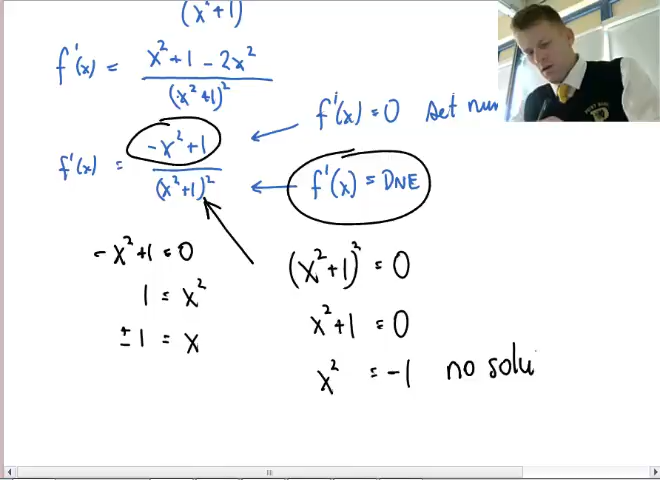 (x²+1)
f'(x) = x²+1 - 2x² / (x²+1)²
f'(x) = 0 set num
f'(x) = -x²+1 / (x²+1)²
f'(x) = DNE
-x²+1 = 0
1 = x²
±1 = x
(x²+1)² = 0
x²+1 = 0
x² = -1 no solu